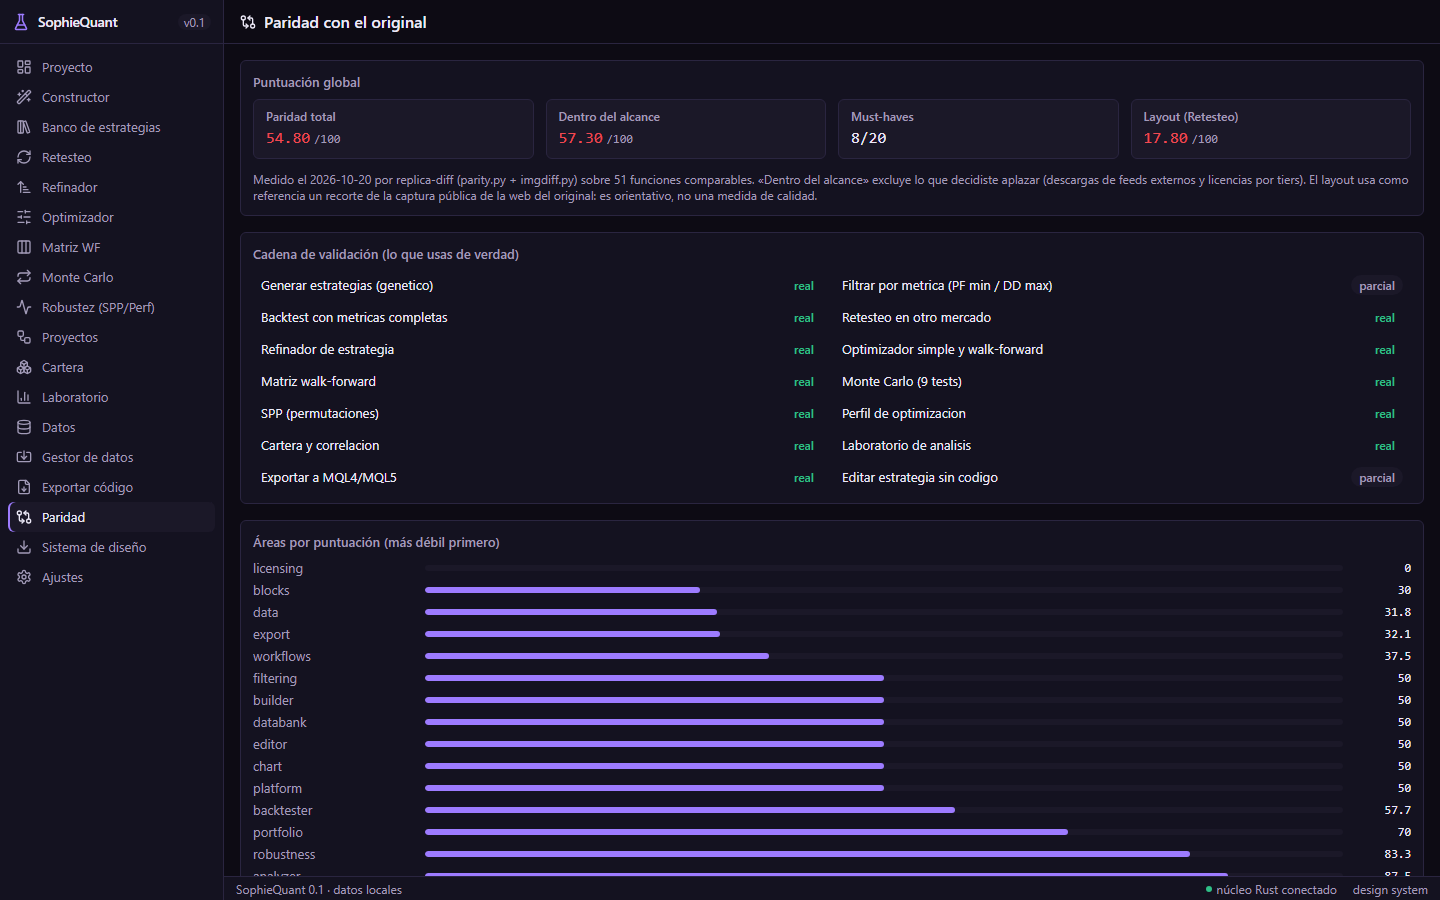 SophieQuant v0.1
Proyecto
Constructor
Banco de estrategias
Retesteo
Refinador
Optimizador
Matriz WF
Monte Carlo
Robustez (SPP/Perf)
Proyectos
Cartera
Laboratorio
Datos
Gestor de datos
Exportar código
Paridad
Sistema de diseño
Ajustes
Paridad con el original
Puntuación global
Paridad total
54.80 /100
Dentro del alcance
57.30 /100
Must-haves
8/20
Layout (Retesteo)
17.80 /100
Medido el 2026-10-20 por replica-diff (parity.py + imgdiff.py) sobre 51 funciones comparables. «Dentro del alcance» excluye lo que decidiste aplazar (descargas de feeds externos y licencias por tiers). El layout usa como
referencia un recorte de la captura pública de la web del original: es orientativo, no una medida de calidad.
Cadena de validación (lo que usas de verdad)
Generar estrategias (genetico) real
Filtrar por metrica (PF min / DD max) parcial
Backtest con metricas completas real
Retesteo en otro mercado real
Refinador de estrategia real
Optimizador simple y walk-forward real
Matriz walk-forward real
Monte Carlo (9 tests) real
SPP (permutaciones) real
Perfil de optimizacion real
Cartera y correlacion real
Laboratorio de analisis real
Exportar a MQL4/MQL5 real
Editar estrategia sin codigo parcial
Áreas por puntuación (más débil primero)
licensing 0
blocks 30
data 31.8
export 32.1
workflows 37.5
filtering 50
builder 50
databank 50
editor 50
chart 50
platform 50
backtester 57.7
portfolio 70
robustness 83.3
analyzer 87.5
SophieQuant 0.1 · datos locales
núcleo Rust conectado
design system